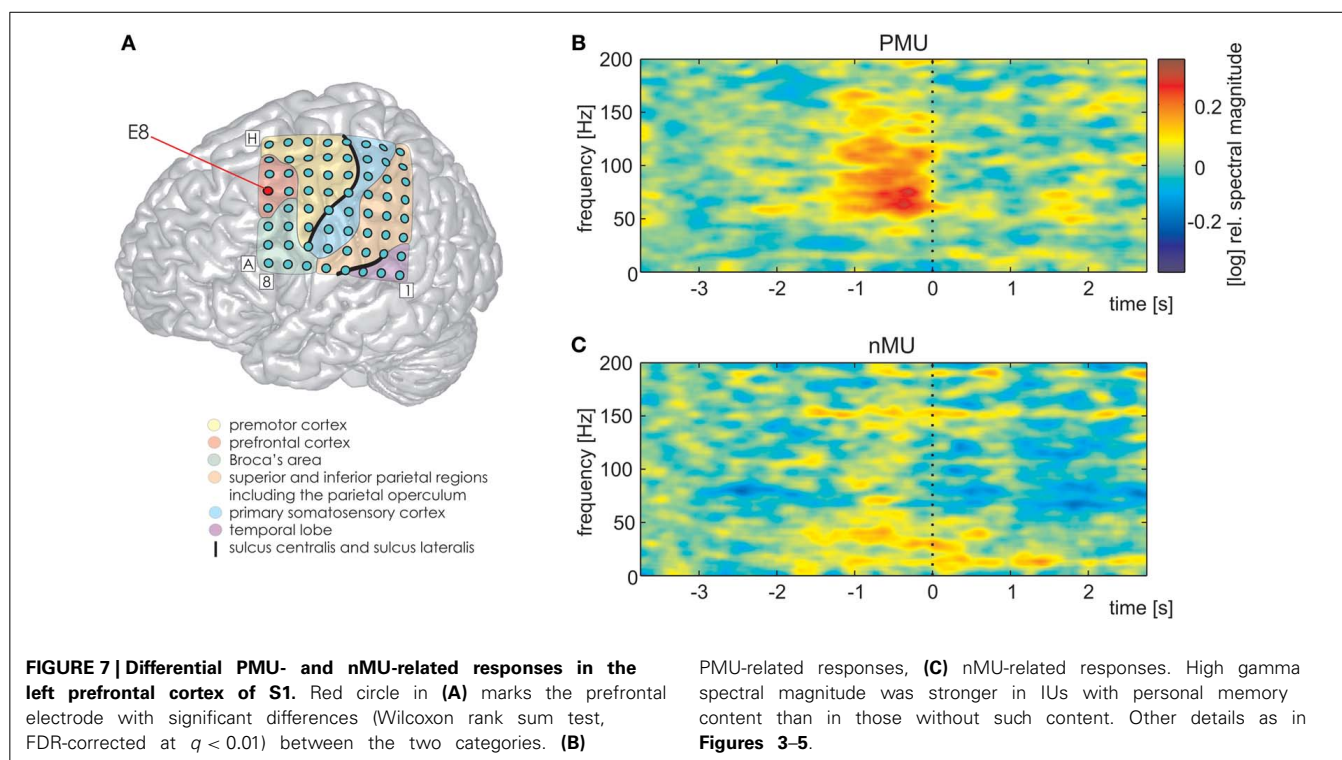 A
E8
H
A
8
1
premotor cortex
prefrontal cortex
Broca's area
superior and inferior parietal regions
including the parietal operculum
primary somatosensory cortex
temporal lobe
sulcus centralis and sulcus lateralis
B
PMU
200
150
100
50
0
frequency [Hz]
-3
-2
-1
0
1
2
time [s]
0.2
0
-0.2
[log] rel. spectral magnitude
C
nMU
200
150
100
50
0
frequency [Hz]
-3
-2
-1
0
1
2
time [s]
FIGURE 7 | Differential PMU- and nMU-related responses in the
left prefrontal cortex of S1. Red circle in (A) marks the prefrontal
electrode with significant differences (Wilcoxon rank sum test,
FDR-corrected at q < 0.01) between the two categories. (B)
PMU-related responses, (C) nMU-related responses. High gamma
spectral magnitude was stronger in IUs with personal memory
content than in those without such content. Other details as in
Figures 3–5.